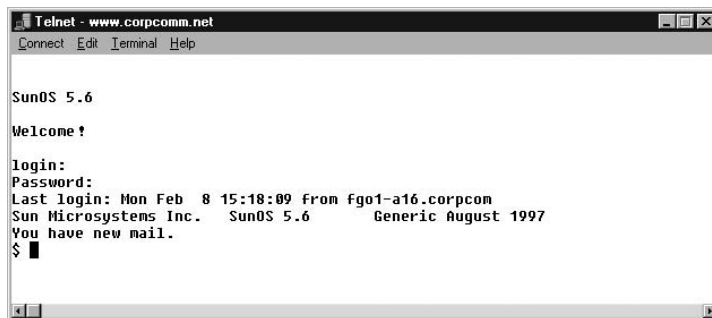 Telnet - www.corpcomm.net
Connect Edit Terminal Help
SunOS 5.6
Welcome!
login:
Password:
Last login: Mon Feb  8 15:18:09 from fgo1-a16.corpcom
Sun Microsystems Inc.   SunOS 5.6       Generic August 1997
You have new mail.
$